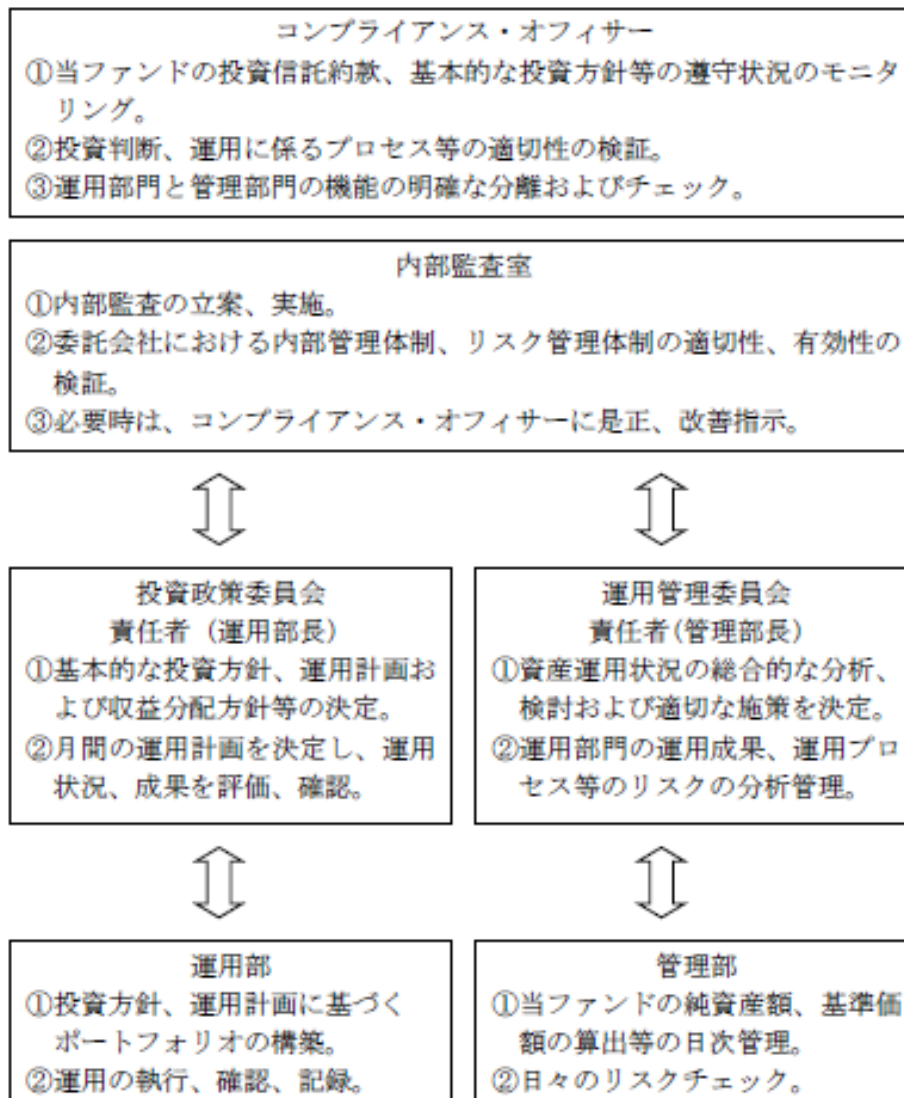 コンプライアンス・オフィサー
①当ファンドの投資信託約款、基本的な投資方針等の遵守状況のモニタ
リング。
②投資判断、運用に係るプロセス等の適切性の検証。
③運用部門と管理部門の機能の明確な分離およびチェック。
内部監査室
①内部監査の立案、実施。
②委託会社における内部管理体制、リスク管理体制の適切性、有効性の
検証。
③必要時は、コンプライアンス・オフィサーに是正、改善指示。
投資政策委員会
責任者（運用部長）
①基本的な投資方針、運用計画お
よび収益分配方針等の決定。
②月間の運用計画を決定し、運用
状況、成果を評価、確認。
運用管理委員会
責任者(管理部長)
①資産運用状況の総合的な分析、
検討および適切な施策を決定。
②運用部門の運用成果、運用プロ
セス等のリスクの分析管理。
運用部
①投資方針、運用計画に基づく
ポートフォリオの構築。
②運用の執行、確認、記録。
管理部
①当ファンドの純資産額、基準価
額の算出等の日次管理。
②日々のリスクチェック。